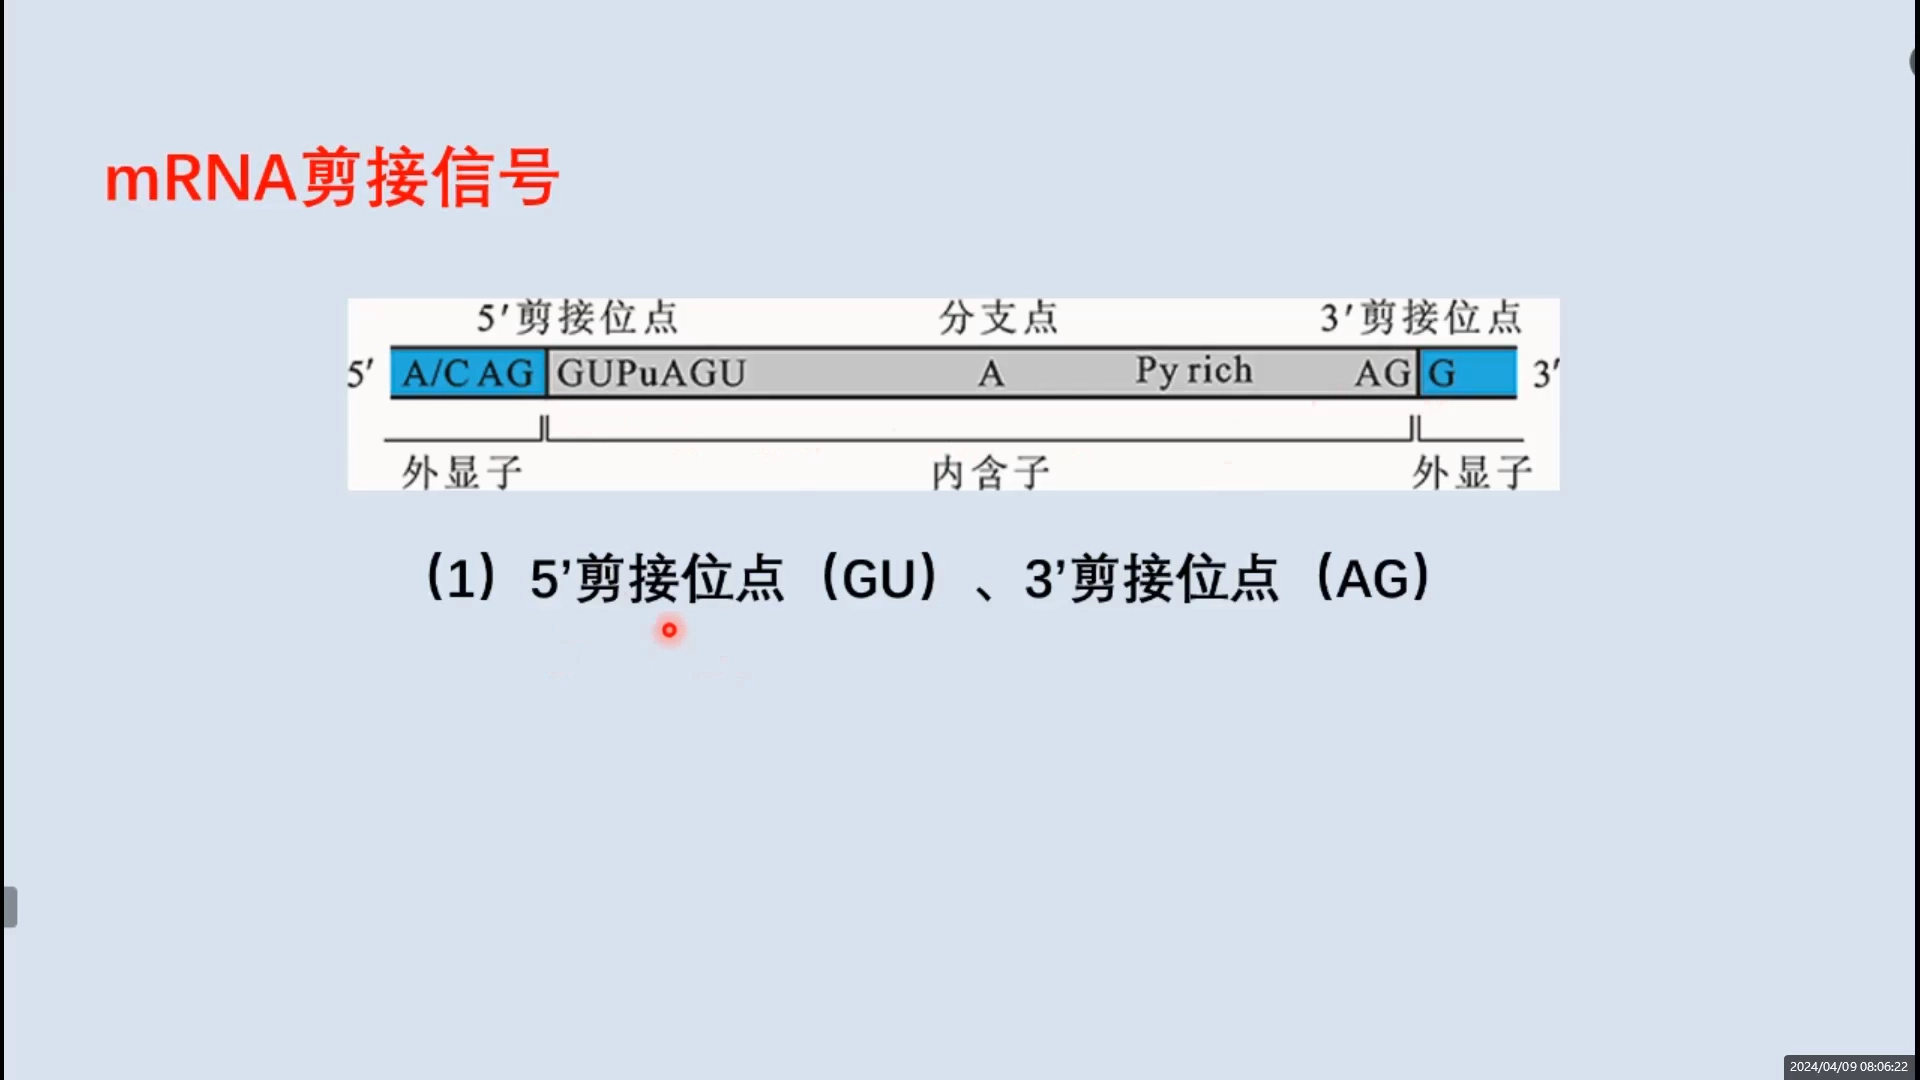 mRNA剪接信号
5′剪接位点 分支点 3′剪接位点
5′ A/C AG GUPuAGU A Py rich AG G 3′
外显子 内含子 外显子
（1）5’剪接位点（GU）、3’剪接位点（AG）
2024/04/09 08:06:22